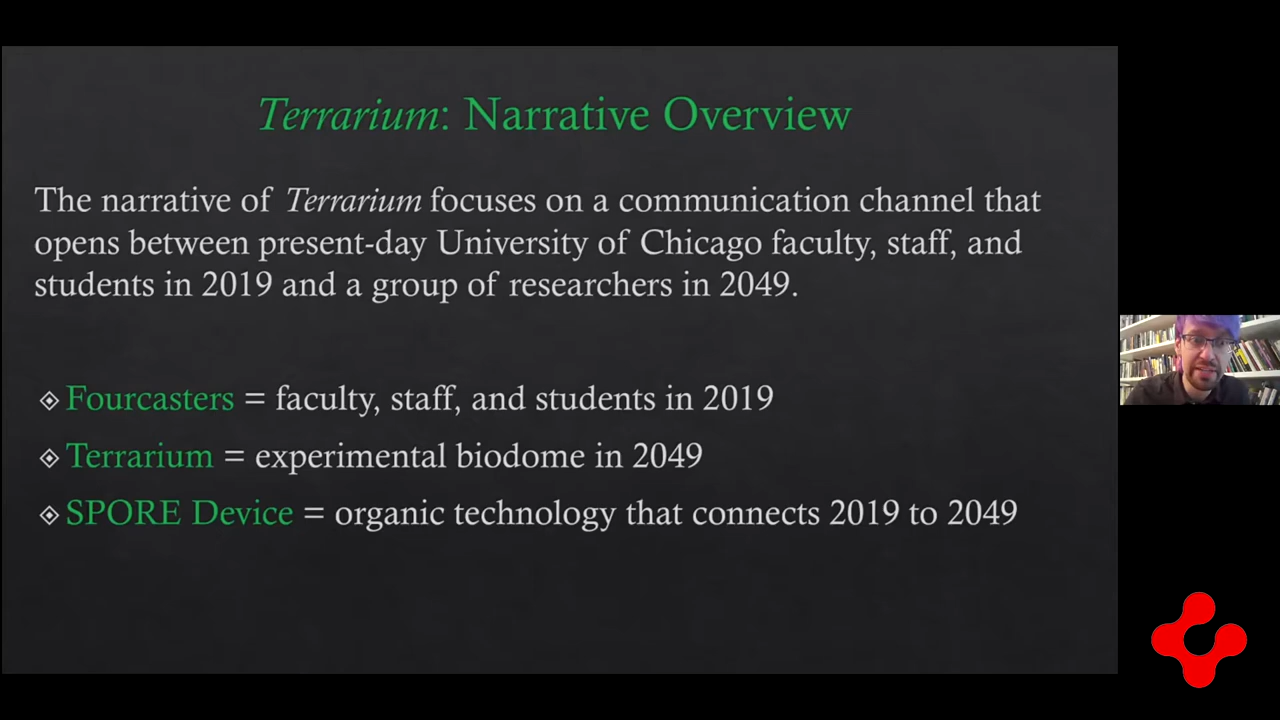 Terrarium: Narrative Overview
The narrative of Terrarium focuses on a communication channel that
opens between present-day University of Chicago faculty, staff, and
students in 2019 and a group of researchers in 2049.
Fourcasters = faculty, staff, and students in 2019
Terrarium = experimental biodome in 2049
SPORE Device = organic technology that connects 2019 to 2049